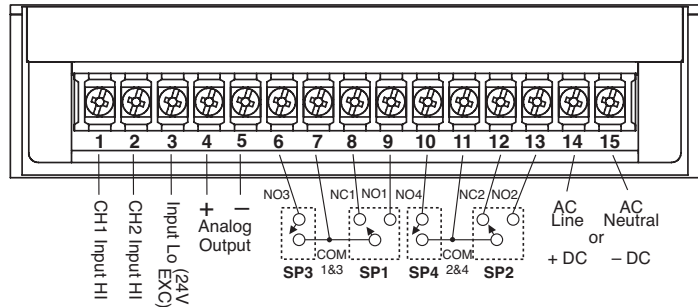 1 2 3 4 5 6 7 8 9 10 11 12 13 14 15
CH1 Input HI
CH2 Input HI
Input Lo (24V
EXC)
+ −
Analog
Output
NO3
NC1
NO1
NO4
NC2
NO2
COM
1&3
COM
2&4
SP3
SP1
SP4
SP2
AC
Line
AC
Neutral
or
+ DC
− DC